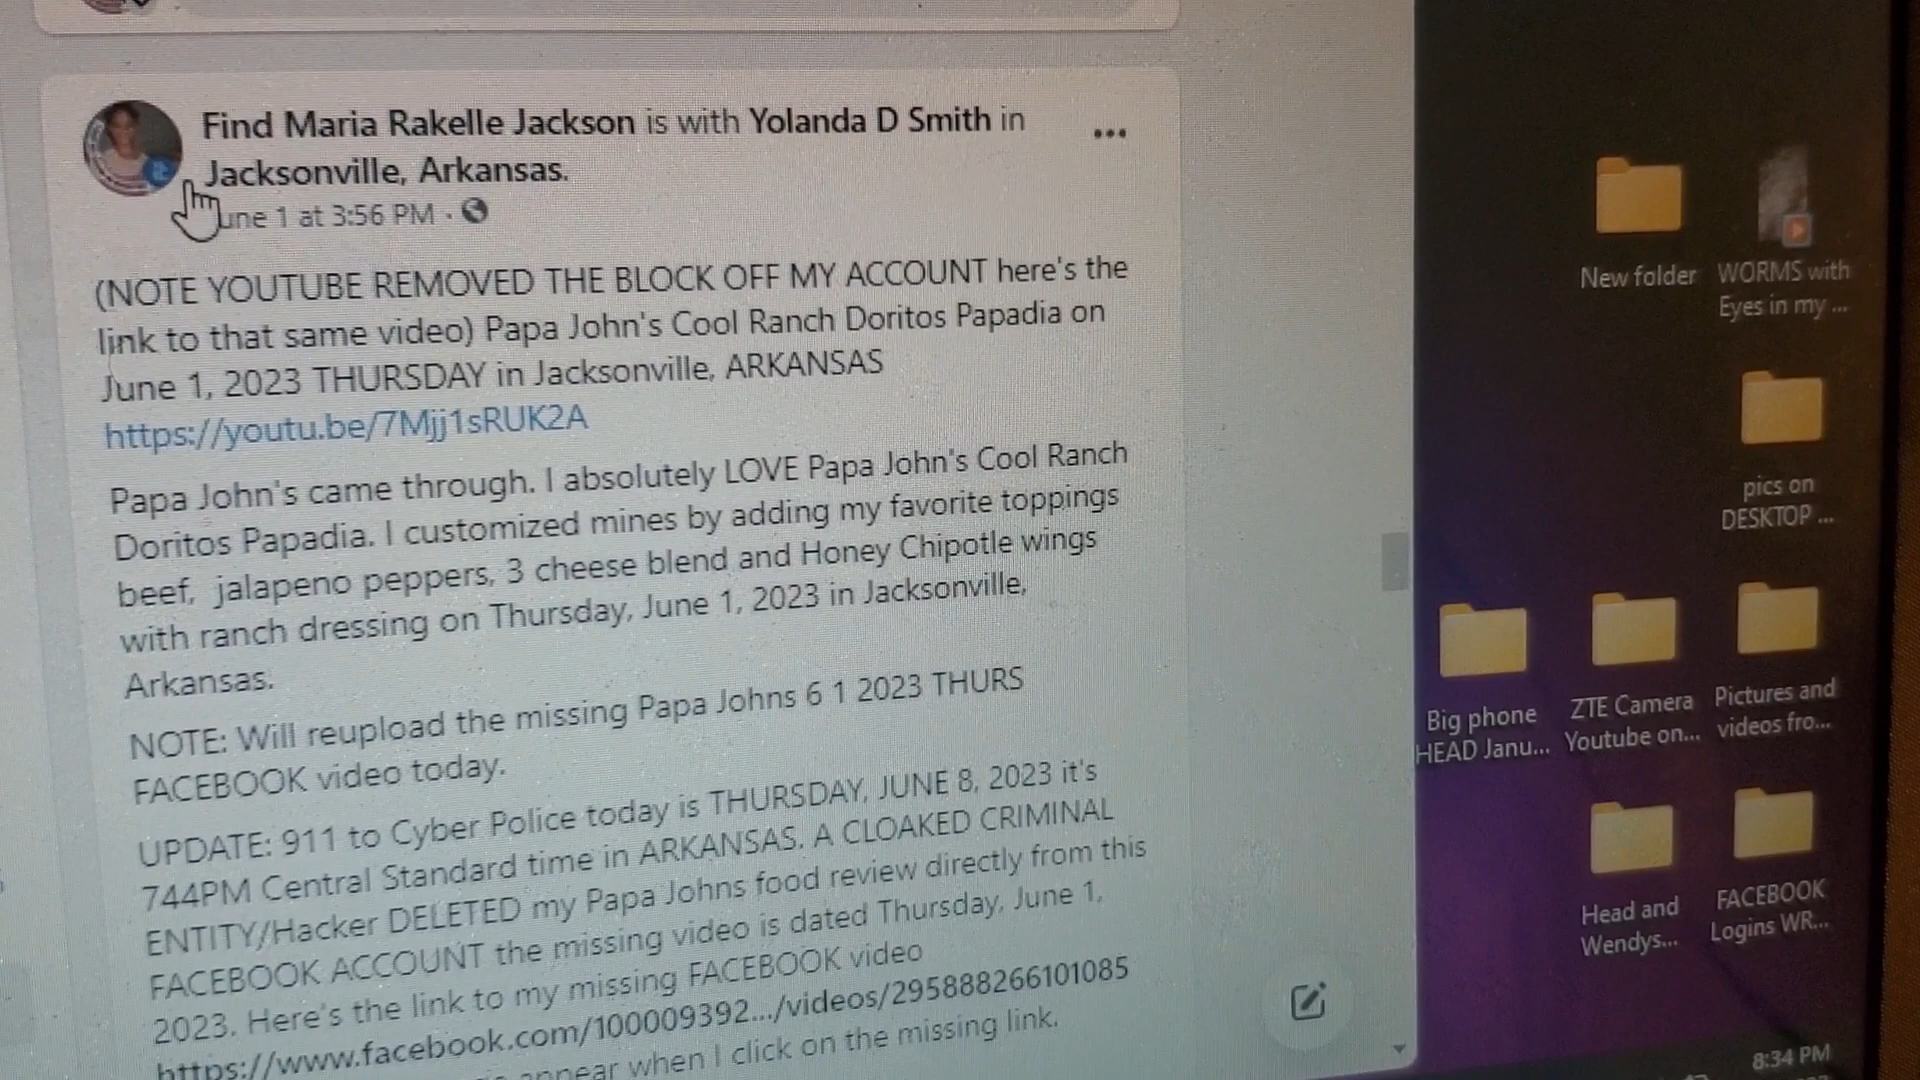 Find Maria Rakelle Jackson is with Yolanda D Smith in
Jacksonville, Arkansas.
une 1 at 3:56 PM ·
(NOTE YOUTUBE REMOVED THE BLOCK OFF MY ACCOUNT here's the
link to that same video) Papa John's Cool Ranch Doritos Papadia on
June 1, 2023 THURSDAY in Jacksonville, ARKANSAS
https://youtu.be/7Mjj1sRUK2A
Papa John's came through. I absolutely LOVE Papa John's Cool Ranch
Doritos Papadia. I customized mines by adding my favorite toppings
beef, jalapeno peppers, 3 cheese blend and Honey Chipotle wings
with ranch dressing on Thursday, June 1, 2023 in Jacksonville,
Arkansas.
NOTE: Will reupload the missing Papa Johns 6 1 2023 THURS
FACEBOOK video today.
UPDATE: 911 to Cyber Police today is THURSDAY, JUNE 8, 2023 it's
744PM Central Standard time in ARKANSAS. A CLOAKED CRIMINAL
ENTITY/Hacker DELETED my Papa Johns food review directly from this
FACEBOOK ACCOUNT the missing video is dated Thursday, June 1,
2023. Here's the link to my missing FACEBOOK video
https://www.facebook.com/100009392.../videos/295888266101085
appear when I click on the missing link.
New folder
WORMS with
Eyes in my ...
pics on
DESKTOP ...
Big phone
HEAD Janu...
ZTE Camera
Youtube on...
Pictures and
videos fro...
Head and
Wendys...
FACEBOOK
Logins WR...
8:34 PM